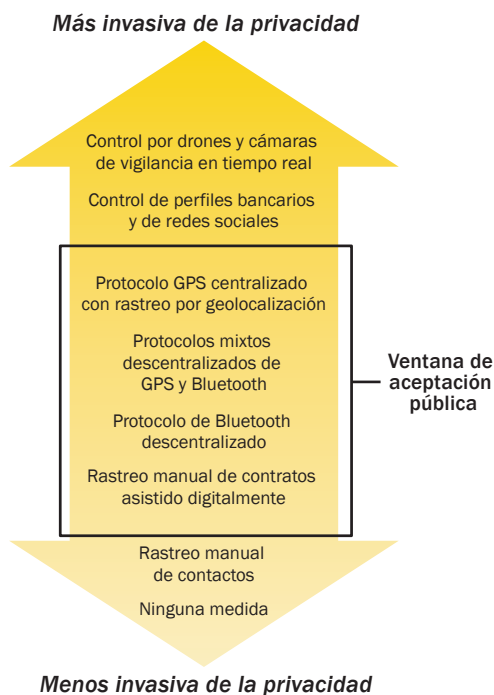 Más invasiva de la privacidad
Control por drones y cámaras
de vigilancia en tiempo real
Control de perfiles bancarios
y de redes sociales
Protocolo GPS centralizado
con rastreo por geolocalización
Protocolos mixtos
descentralizados de
GPS y Bluetooth
Protocolo de Bluetooth
descentralizado
Rastreo manual de contratos
asistido digitalmente
Ventana de
aceptación
pública
Rastreo manual
de contactos
Ninguna medida
Menos invasiva de la privacidad